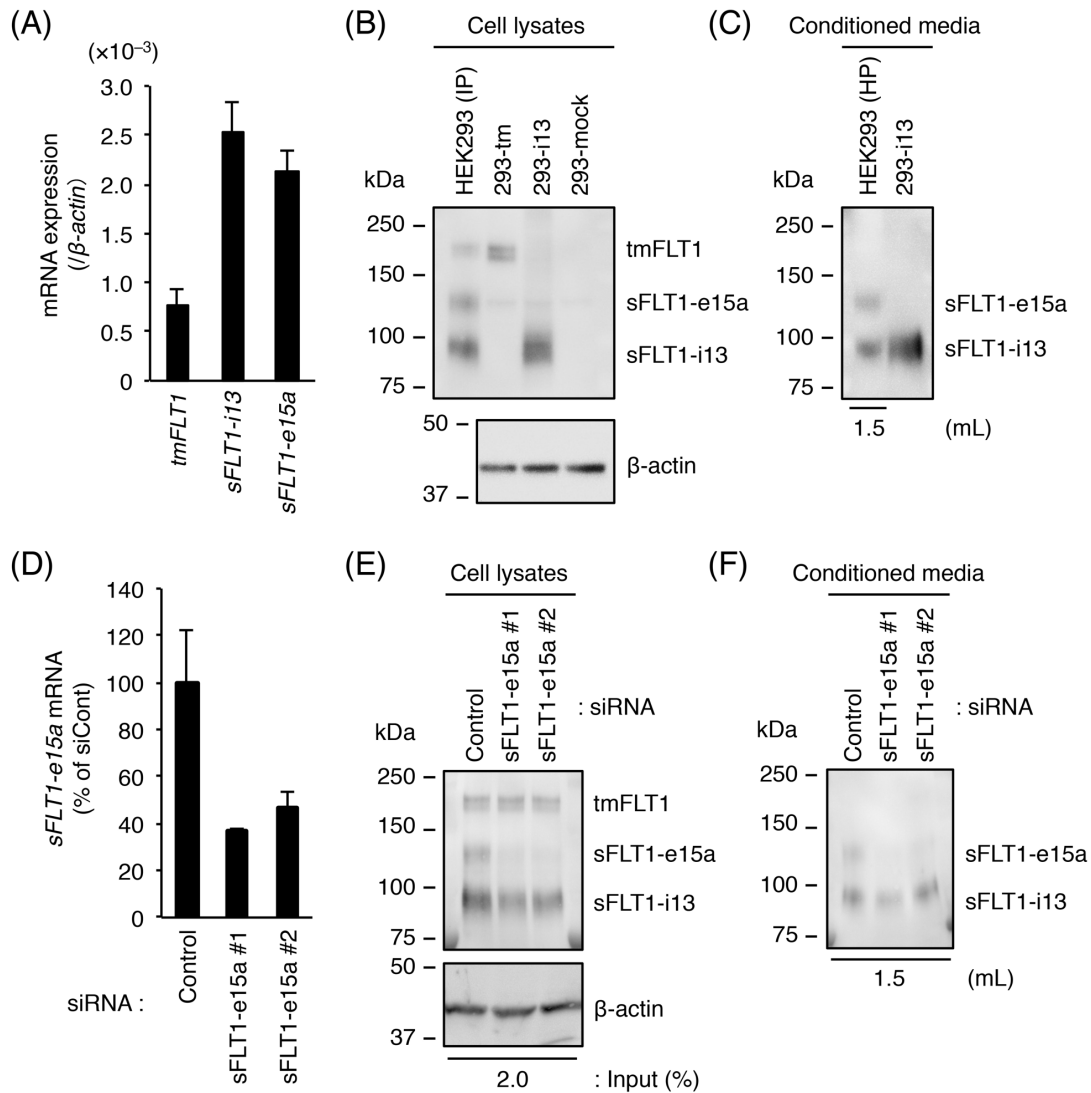 (A)
(×10⁻³)
3.0
2.5
2.0
1.5
1.0
0.5
0
mRNA expression
(/β-actin)
tmFLT1
sFLT1-i13
sFLT1-e15a
(B)
Cell lysates
HEK293 (IP)
293-tm
293-i13
293-mock
kDa
250
150
100
75
tmFLT1
sFLT1-e15a
sFLT1-i13
50
37
β-actin
(C)
Conditioned media
HEK293 (HP)
293-i13
kDa
250
150
100
75
sFLT1-e15a
sFLT1-i13
1.5 (mL)
(D)
140
120
100
80
60
40
20
0
sFLT1-e15a mRNA
(% of siCont)
siRNA :
Control
sFLT1-e15a #1
sFLT1-e15a #2
(E)
Cell lysates
Control
sFLT1-e15a #1
sFLT1-e15a #2
: siRNA
kDa
250
150
100
75
tmFLT1
sFLT1-e15a
sFLT1-i13
50
37
β-actin
2.0 : Input (%)
(F)
Conditioned media
Control
sFLT1-e15a #1
sFLT1-e15a #2
: siRNA
kDa
250
150
100
75
sFLT1-e15a
sFLT1-i13
1.5 (mL)